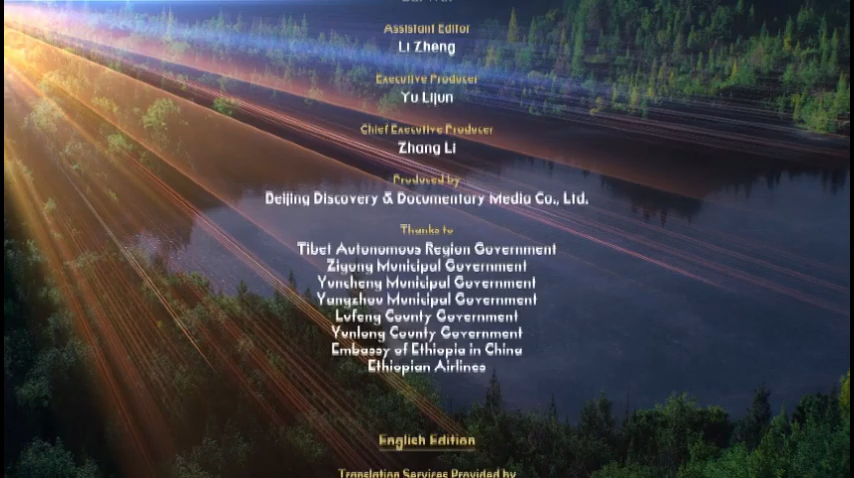 Assistant Editor
Li Zheng
Executive Producer
Yu Lijun
Chief Executive Producer
Zhang Li
Produced by
Beijing Discovery & Documentary Media Co., Ltd.
Thanks to
Tibet Autonomous Region Government
Zigong Municipal Government
Yuncheng Municipal Government
Yangzhou Municipal Government
Lufeng County Government
Yunlong County Government
Embassy of Ethiopia in China
Ethiopian Airlines
English Edition
Translation Services Provided by